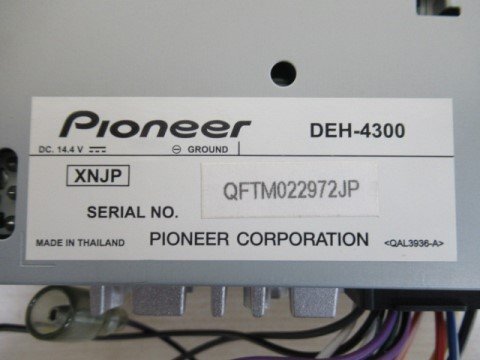 Pioneer DEH-4300
DC. 14.4 V ⎓ ⊖ GROUND
XNJP
SERIAL NO. QFTM022972JP
MADE IN THAILAND PIONEER CORPORATION <QAL3936-A>